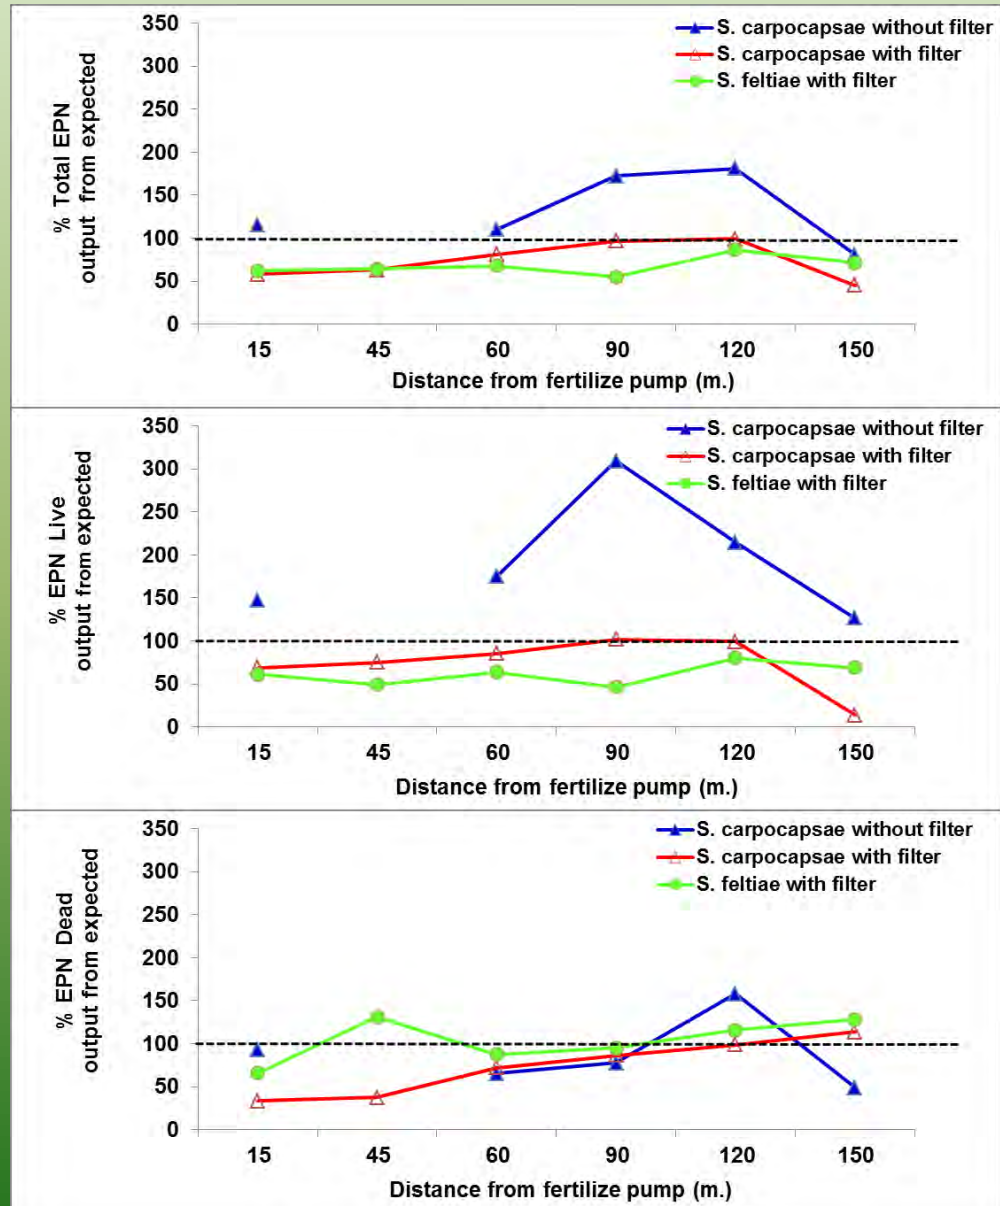 350
300
250
200
150
100
50
0
% Total EPN
output from expected
S. carpocapsae without filter
S. carpocapsae with filter
S. feltiae with filter
15 45 60 90 120 150
Distance from fertilize pump (m.)
350
300
250
200
150
100
50
0
% EPN Live
output from expected
S. carpocapsae without filter
S. carpocapsae with filter
S. feltiae with filter
15 45 60 90 120 150
Distance from fertilize pump (m.)
350
300
250
200
150
100
50
0
% EPN Dead
output from expected
S. carpocapsae without filter
S. carpocapsae with filter
S. feltiae with filter
15 45 60 90 120 150
Distance from fertilize pump (m.)